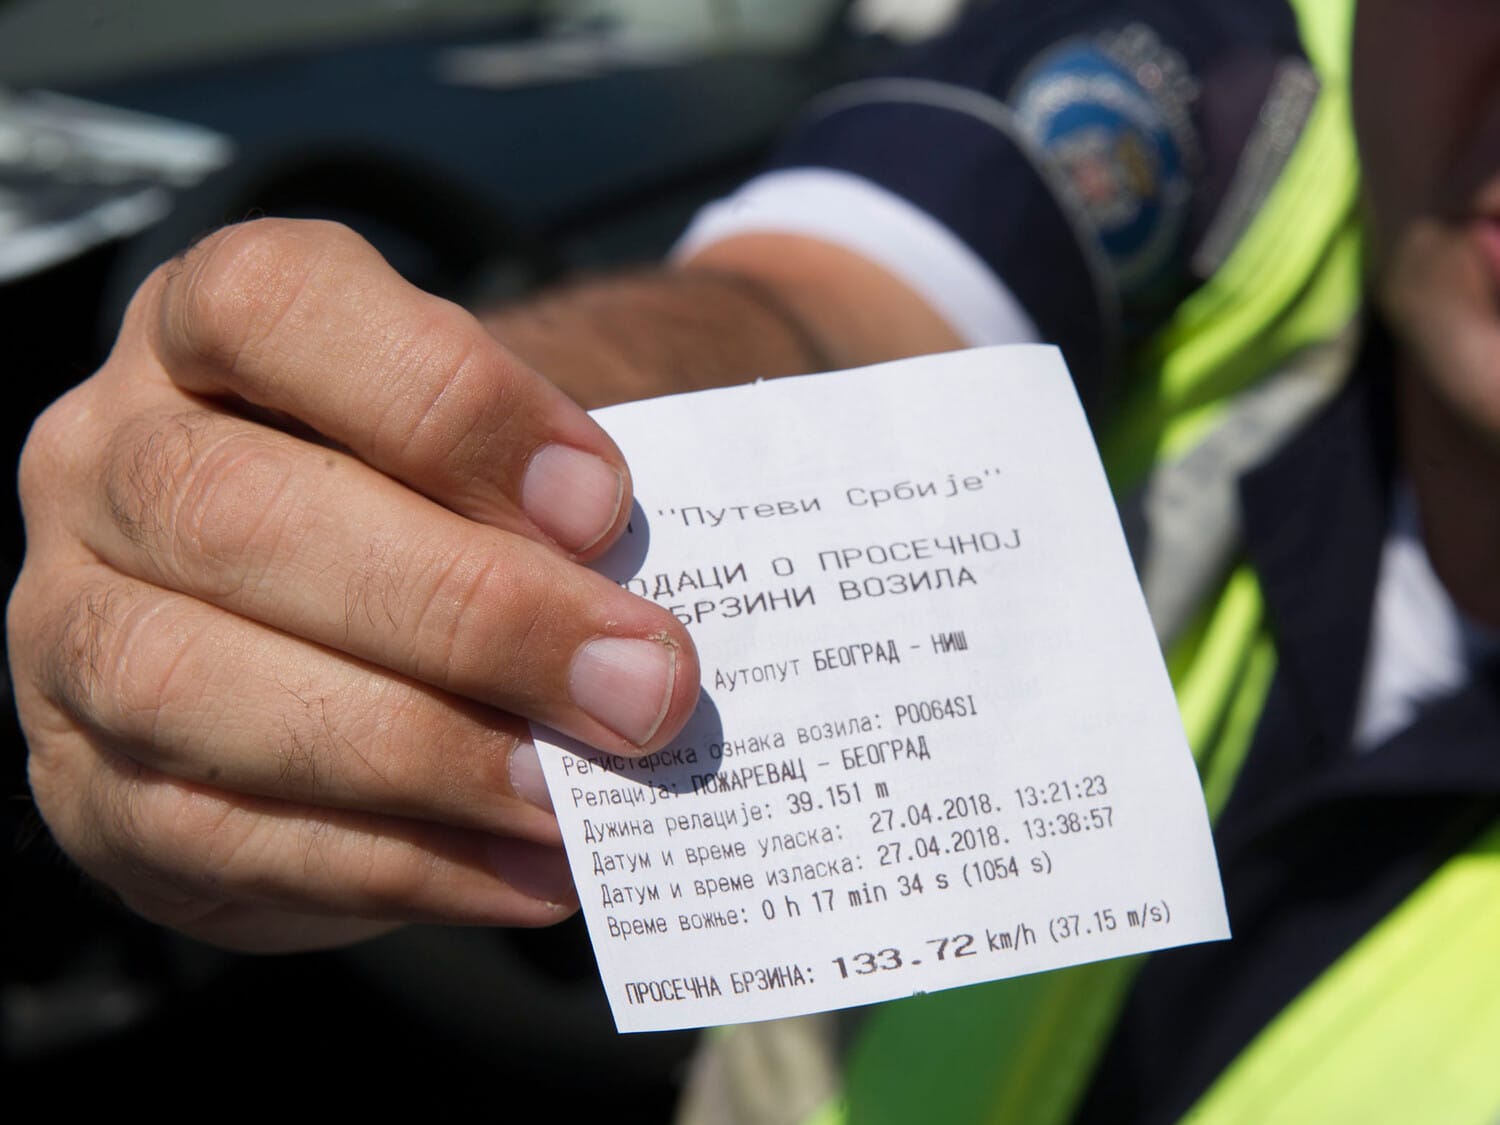 "Путеви Србије"
ПОДАЦИ О ПРОСЕЧНОЈ
БРЗИНИ ВОЗИЛА
Аутопут БЕОГРАД - НИШ
Регистарска ознака возила: PO064SI
Релација: ПОЖАРЕВАЦ - БЕОГРАД
Дужина релације: 39.151 m
Датум и време уласка: 27.04.2018. 13:21:23
Датум и време изласка: 27.04.2018. 13:38:57
Време вожње: 0 h 17 min 34 s (1054 s)
ПРОСЕЧНА БРЗИНА: 133.72 km/h (37.15 m/s)